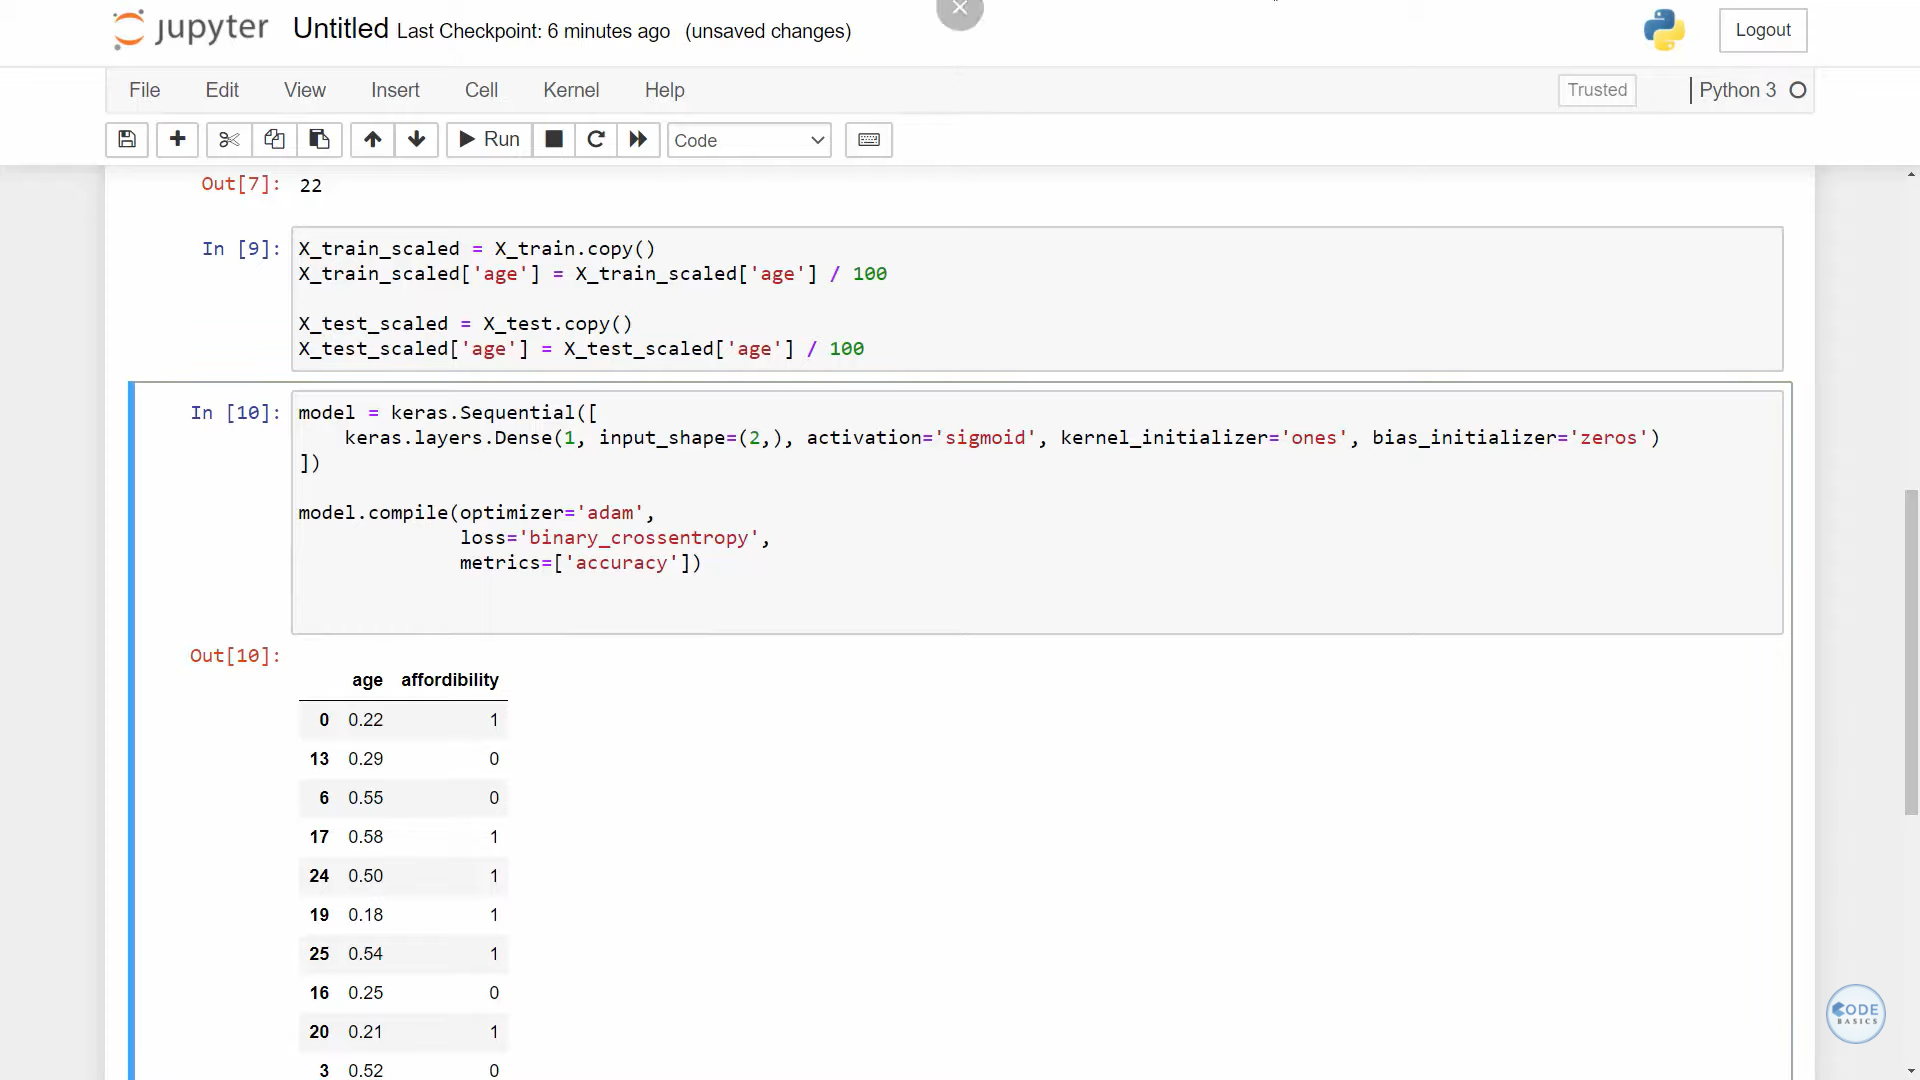 jupyter Untitled Last Checkpoint: 6 minutes ago (unsaved changes) Logout
File Edit View Insert Cell Kernel Help Trusted Python 3
Run Code
Out[7]: 22
In [9]: X_train_scaled = X_train.copy()
X_train_scaled['age'] = X_train_scaled['age'] / 100
X_test_scaled = X_test.copy()
X_test_scaled['age'] = X_test_scaled['age'] / 100
In [10]: model = keras.Sequential([
keras.layers.Dense(1, input_shape=(2,), activation='sigmoid', kernel_initializer='ones', bias_initializer='zeros')
])
model.compile(optimizer='adam',
loss='binary_crossentropy',
metrics=['accuracy'])
Out[10]:
age affordibility
0 0.22 1
13 0.29 0
6 0.55 0
17 0.58 1
24 0.50 1
19 0.18 1
25 0.54 1
16 0.25 0
20 0.21 1
3 0.52 0
CODE
BASICS